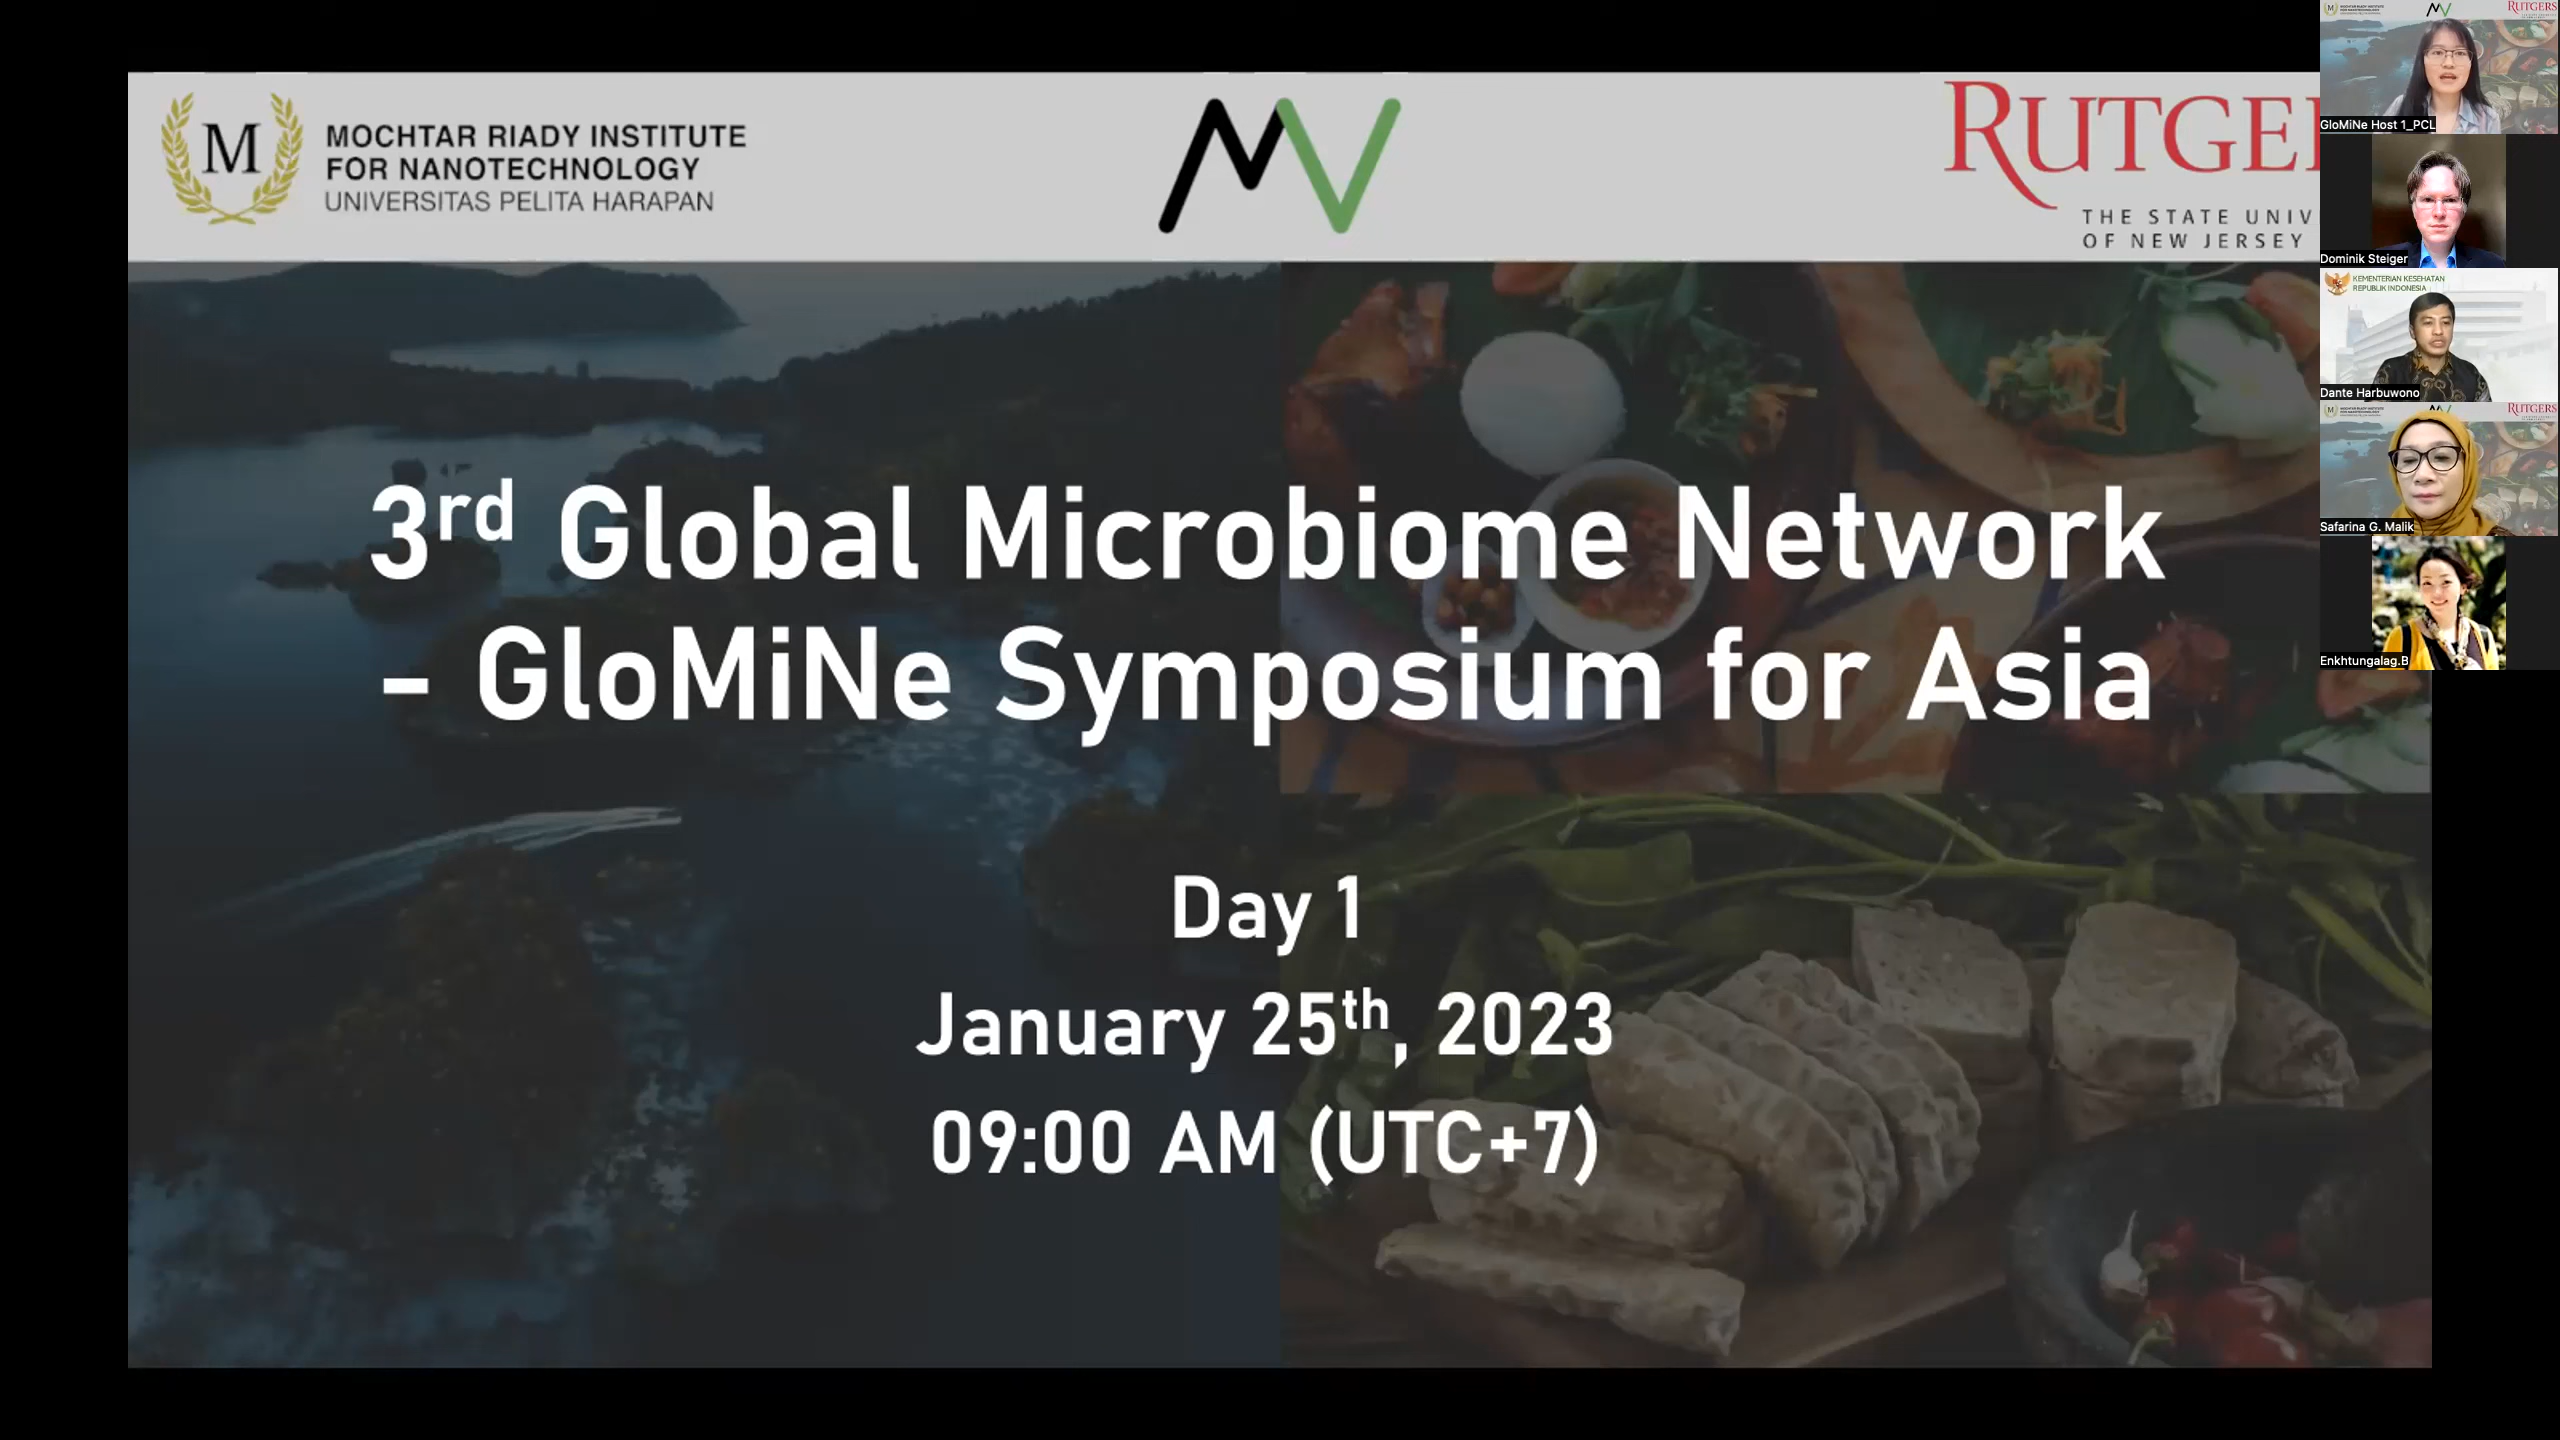 M
MOCHTAR RIADY INSTITUTE
FOR NANOTECHNOLOGY
UNIVERSITAS PELITA HARAPAN
RUTGE
THE STATE UNIV
OF NEW JERSEY
3rd Global Microbiome Network
- GloMiNe Symposium for Asia
Day 1
January 25th, 2023
09:00 AM (UTC+7)
RUTGERS
GloMiNe Host 1_PCL
Dominik Steiger
KEMENTERIAN KESEHATAN
REPUBLIK INDONESIA
Dante Harbuwono
RUTGERS
Safarina G. Malik
Enkhtungalag.B